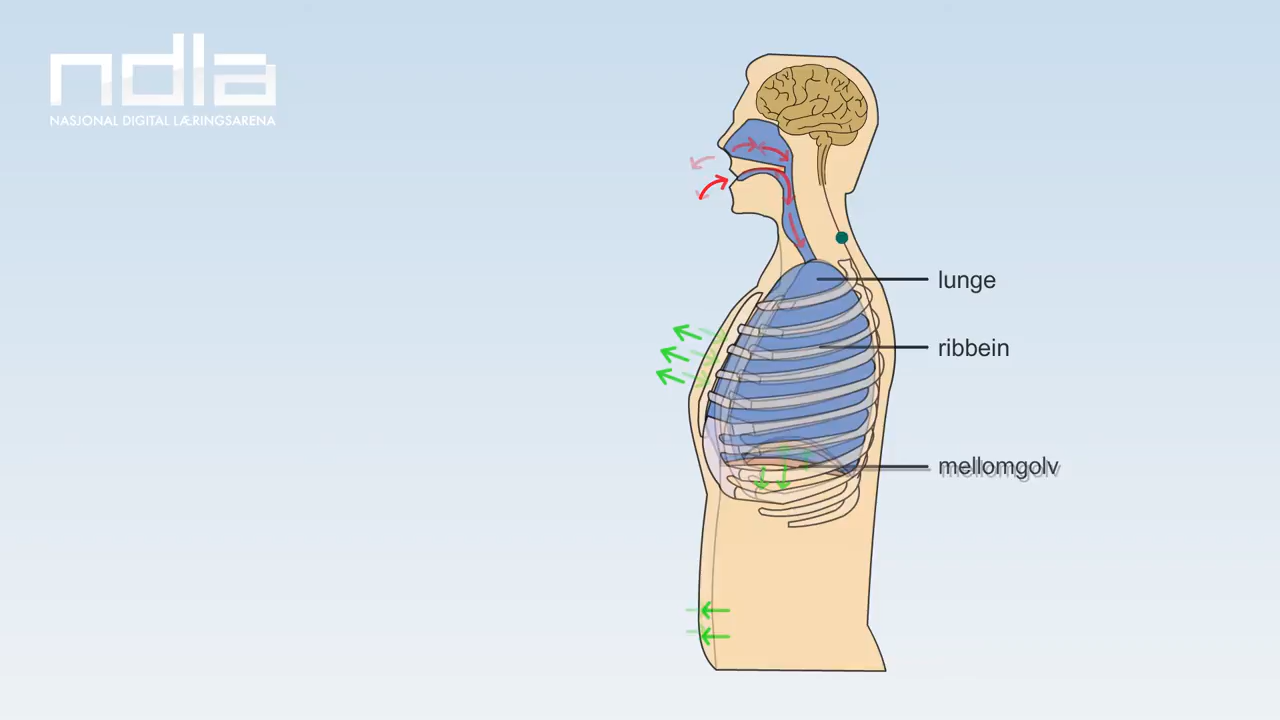 ndla
NASJONAL DIGITAL LÆRINGSARENA
lunge
ribbein
mellomgolv